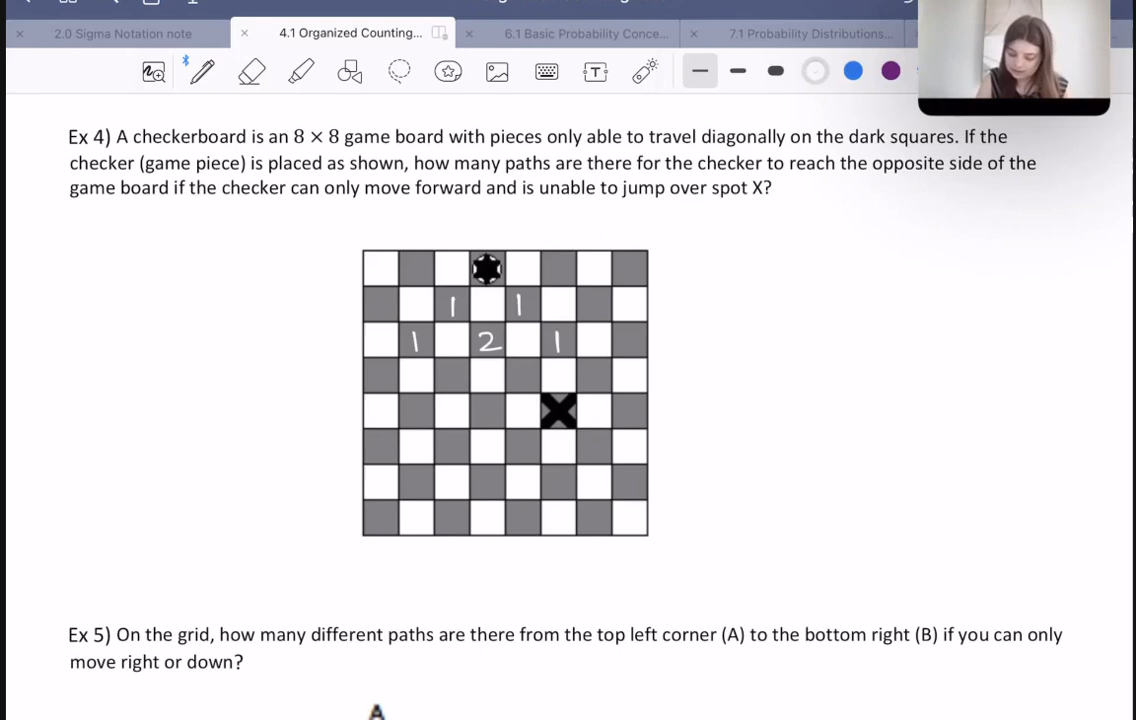 2.0 Sigma Notation note
4.1 Organized Counting...
6.1 Basic Probability Conce...
7.1 Probability Distributions...
T
Ex 4) A checkerboard is an 8 × 8 game board with pieces only able to travel diagonally on the dark squares. If the
checker (game piece) is placed as shown, how many paths are there for the checker to reach the opposite side of the
game board if the checker can only move forward and is unable to jump over spot X?
1 1
1 2 1
X
Ex 5) On the grid, how many different paths are there from the top left corner (A) to the bottom right (B) if you can only
move right or down?
A